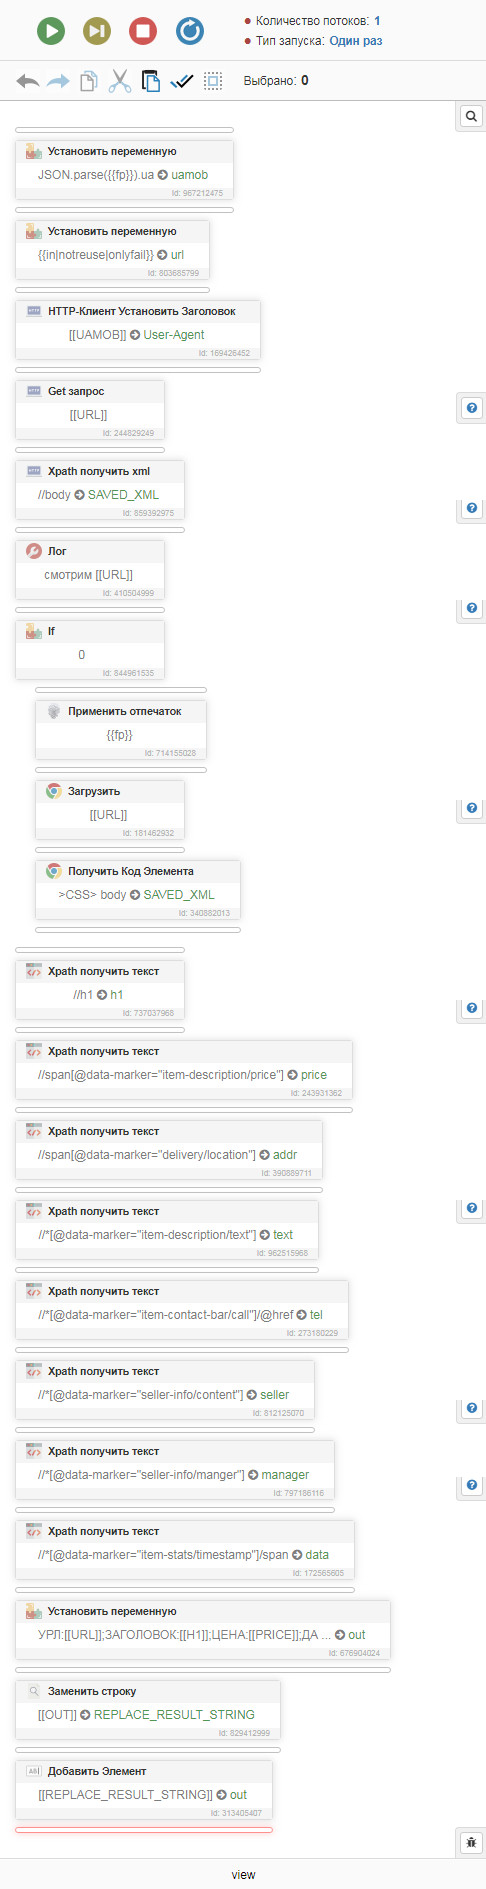 Количество потоков: 1
Тип запуска: Один раз
Выбрано: 0
Установить переменную
JSON.parse({{fp}}).ua uamob
Id: 967212475
Установить переменную
{{in|notreuse|onlyfail}} url
Id: 803685799
HTTP-Клиент Установить Заголовок
[[UAMOB]] User-Agent
Id: 169426452
Get запрос
[[URL]]
Id: 244829249
Xpath получить xml
//body SAVED_XML
Id: 859392975
Лог
смотрим [[URL]]
Id: 410504999
If
0
Id: 844961535
Применить отпечаток
{{fp}}
Id: 714155028
Загрузить
[[URL]]
Id: 181462932
Получить Код Элемента
>CSS> body SAVED_XML
Id: 340882013
Xpath получить текст
//h1 h1
Id: 737037968
Xpath получить текст
//span[@data-marker="item-description/price"] price
Id: 243931362
Xpath получить текст
//span[@data-marker="delivery/location"] addr
Id: 390889711
Xpath получить текст
//*[@data-marker="item-description/text"] text
Id: 962515968
Xpath получить текст
//*[@data-marker="item-contact-bar/call"]/@href tel
Id: 273180229
Xpath получить текст
//*[@data-marker="seller-info/content"] seller
Id: 812125070
Xpath получить текст
//*[@data-marker="seller-info/manger"] manager
Id: 797186116
Xpath получить текст
//*[@data-marker="item-stats/timestamp"]/span data
Id: 172565605
Установить переменную
УРЛ:[[URL]];ЗАГОЛОВОК:[[H1]];ЦЕНА:[[PRICE]];ДА ... out
Id: 676904024
Заменить строку
[[OUT]] REPLACE_RESULT_STRING
Id: 829412999
Добавить Элемент
[[REPLACE_RESULT_STRING]] out
Id: 313405407
view